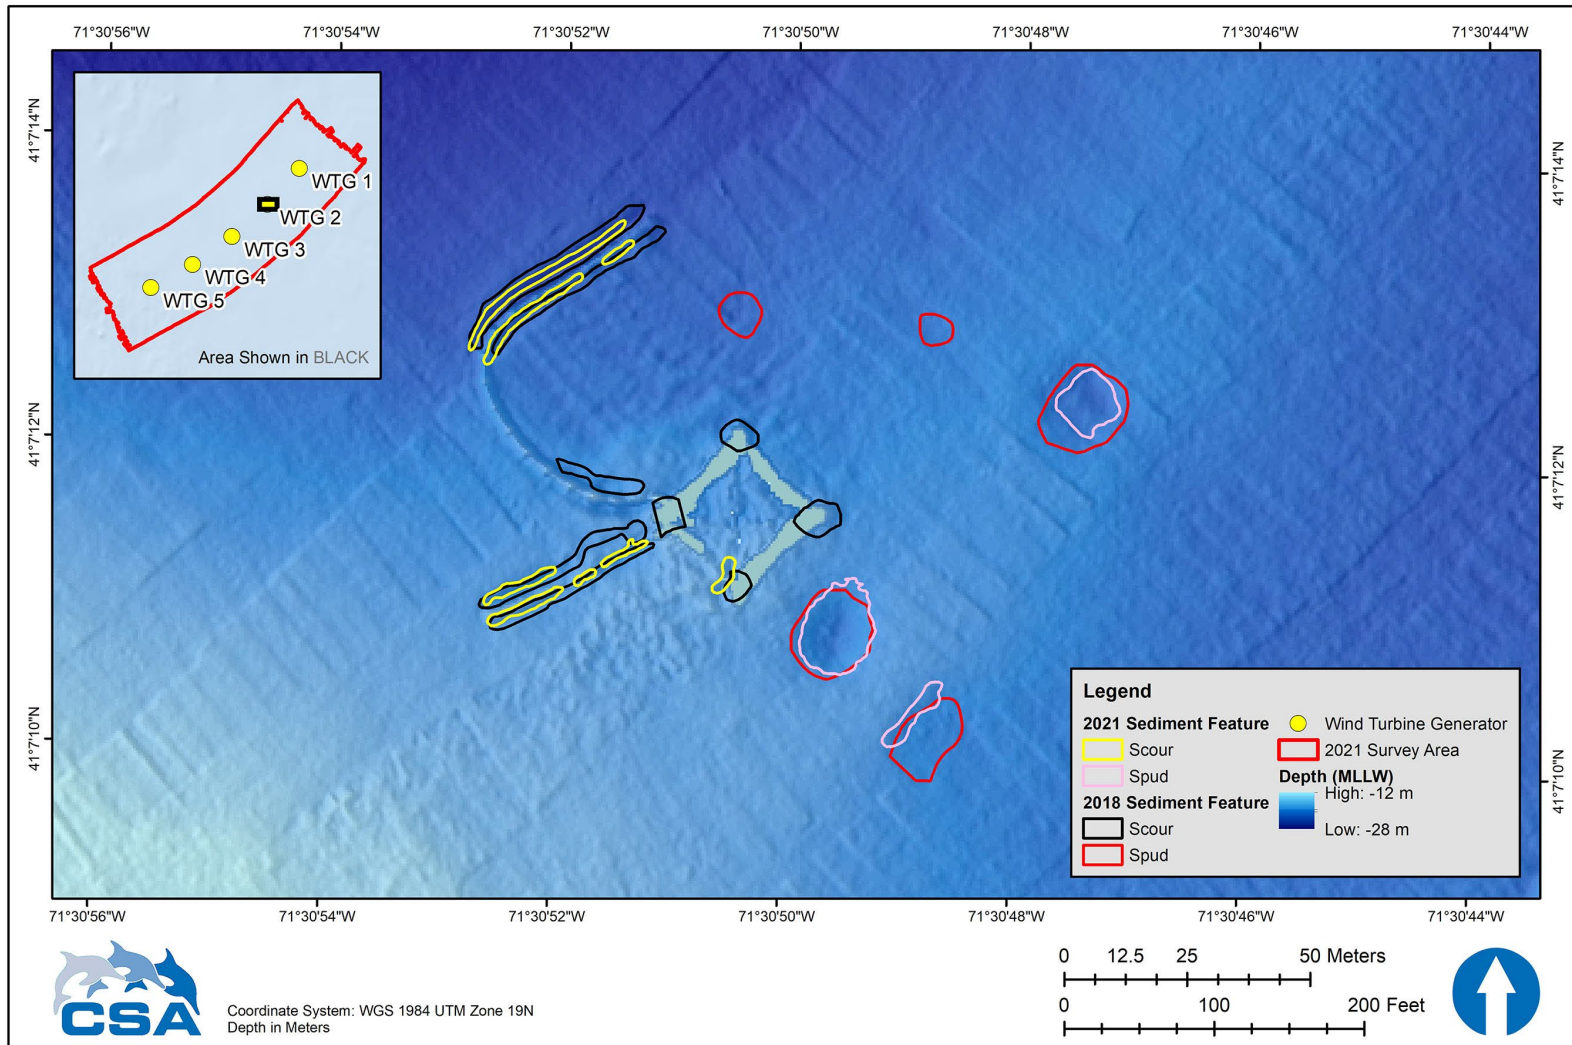 71°30'56"W 71°30'54"W 71°30'52"W 71°30'50"W 71°30'48"W 71°30'46"W 71°30'44"W
41°7'14"N
41°7'12"N
41°7'10"N
WTG 1
WTG 2
WTG 3
WTG 4
WTG 5
Area Shown in BLACK
41°7'14"N
41°7'12"N
41°7'10"N
Legend
2021 Sediment Feature
Scour
Spud
2018 Sediment Feature
Scour
Spud
Wind Turbine Generator
2021 Survey Area
Depth (MLLW)
High: -12 m
Low: -28 m
71°30'56"W 71°30'54"W 71°30'52"W 71°30'50"W 71°30'48"W 71°30'46"W 71°30'44"W
CSA
Coordinate System: WGS 1984 UTM Zone 19N
Depth in Meters
0 12.5 25 50 Meters
0 100 200 Feet